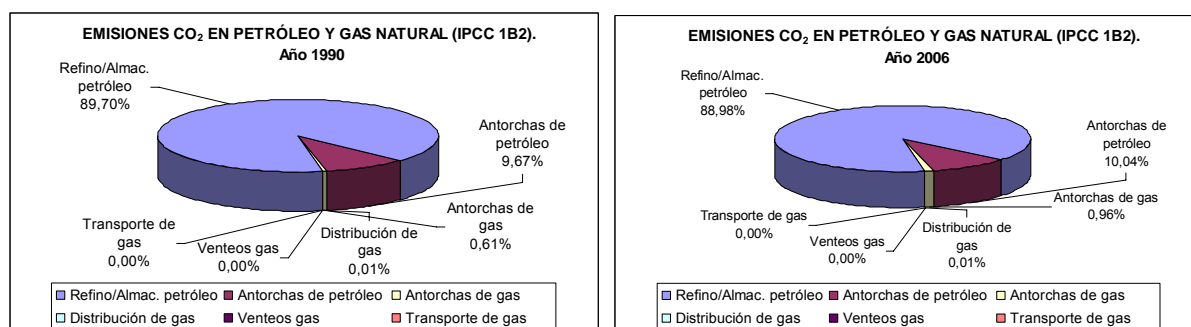 EMISIONES CO₂ EN PETRÓLEO Y GAS NATURAL (IPCC 1B2).
Año 1990
Refino/Almac.
petróleo
89,70%
Antorchas de
petróleo
9,67%
Antorchas de
gas
0,61%
Distribución de
gas
0,01%
Venteos gas
0,00%
Transporte de
gas
0,00%
Refino/Almac. petróleo Antorchas de petróleo Antorchas de gas
Distribución de gas Venteos gas Transporte de gas
EMISIONES CO₂ EN PETRÓLEO Y GAS NATURAL (IPCC 1B2).
Año 2006
Refino/Almac.
petróleo
88,98%
Antorchas de
petróleo
10,04%
Antorchas de gas
0,96%
Distribución de
gas
0,01%
Venteos gas
0,00%
Transporte de gas
0,00%
Refino/Almac. petróleo Antorchas de petróleo Antorchas de gas
Distribución de gas Venteos gas Transporte de gas